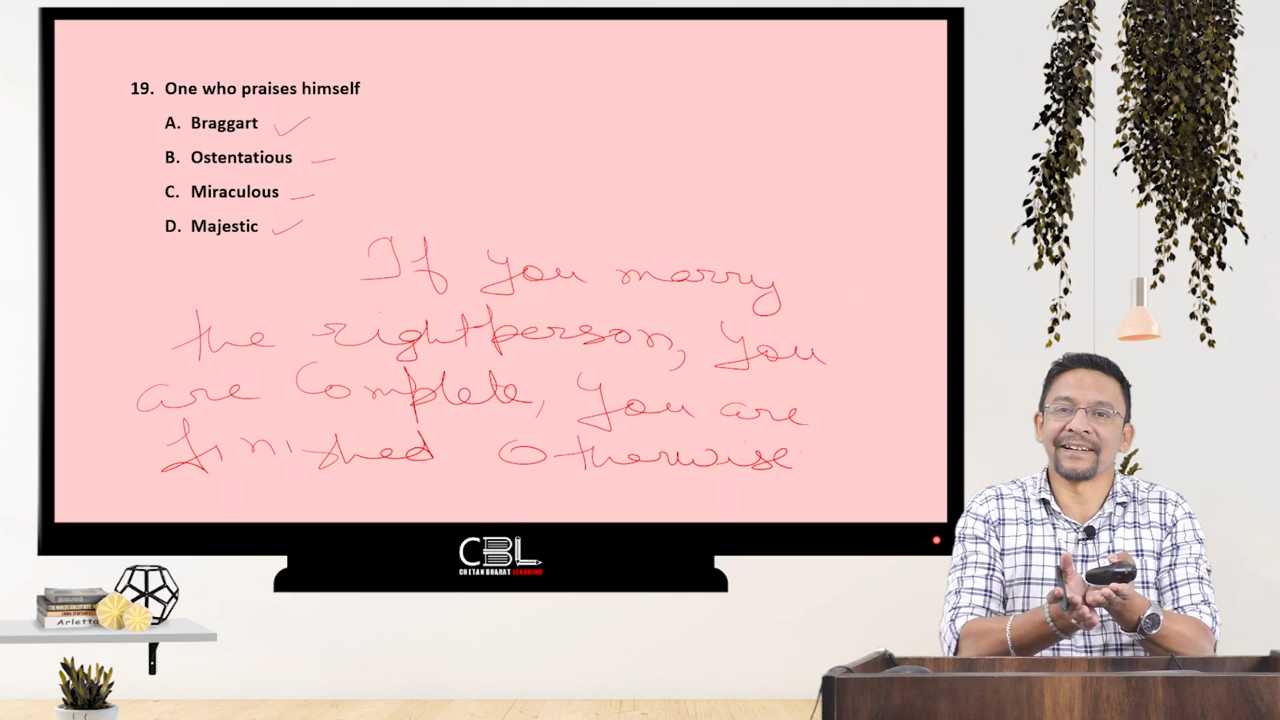 19. One who praises himself
A. Braggart
B. Ostentatious
C. Miraculous
D. Majestic
If you marry
the right person, you
are Complete, you are
finished Otherwise
CBL
CHETAN BHARAT LEARNING
Arletta